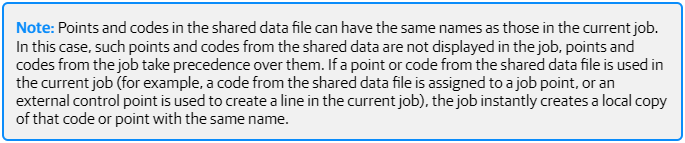 Note: Points and codes in the shared data file can have the same names as those in the current job.
In this case, such points and codes from the shared data are not displayed in the job, points and
codes from the job take precedence over them. If a point or code from the shared data file is used in
the current job (for example, a code from the shared data file is assigned to a job point, or an
external control point is used to create a line in the current job), the job instantly creates a local copy
of that code or point with the same name.